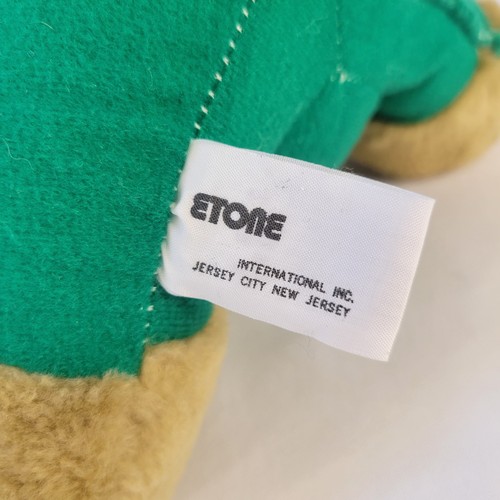 ETONE
INTERNATIONAL INC.
JERSEY CITY NEW JERSEY